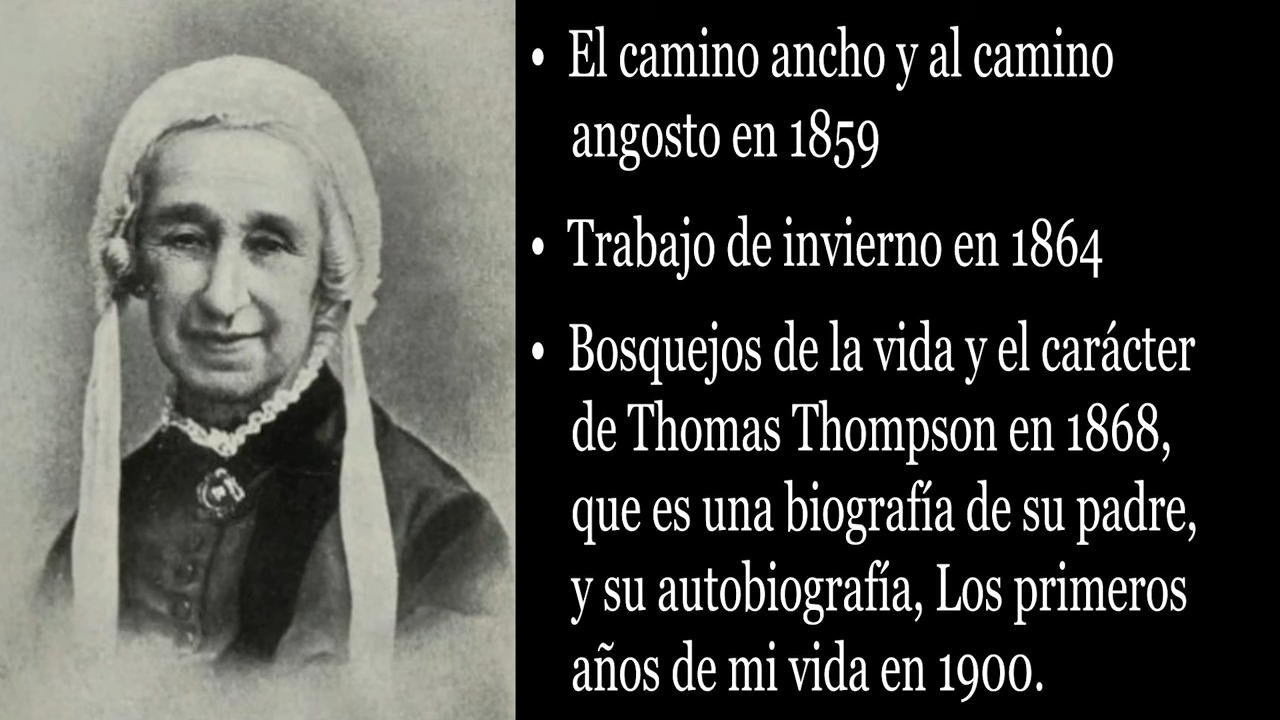 • El camino ancho y al camino
angosto en 1859
• Trabajo de invierno en 1864
• Bosquejos de la vida y el carácter
de Thomas Thompson en 1868,
que es una biografía de su padre,
y su autobiografía, Los primeros
años de mi vida en 1900.